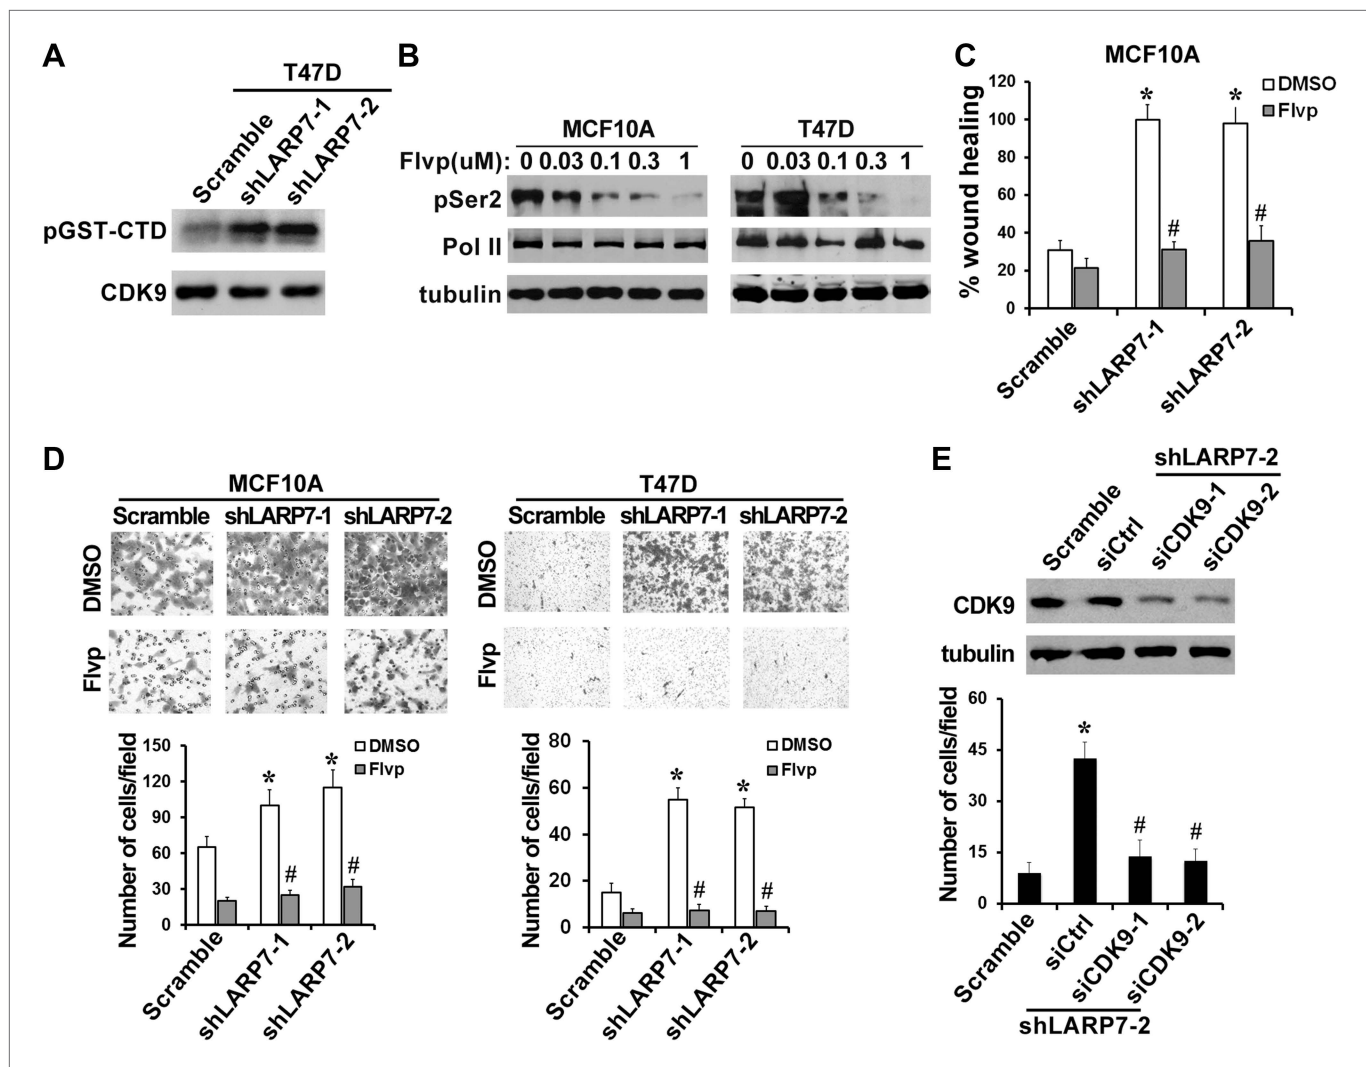 A
T47D
Scramble
shLARP7-1
shLARP7-2
pGST-CTD
CDK9
B
MCF10A
T47D
Flvp(uM):
0 0.03 0.1 0.3 1
0 0.03 0.1 0.3 1
pSer2
Pol II
tubulin
C
MCF10A
DMSO
Flvp
% wound healing
120
100
80
60
40
20
0
*
#
*
#
Scramble
shLARP7-1
shLARP7-2
D
MCF10A
Scramble shLARP7-1 shLARP7-2
DMSO
Flvp
T47D
Scramble shLARP7-1 shLARP7-2
DMSO
Flvp
Number of cells/field
150
120
90
60
30
0
DMSO
Flvp
*
#
*
#
Scramble
shLARP7-1
shLARP7-2
Number of cells/field
80
60
40
20
0
DMSO
Flvp
*
#
*
#
Scramble
shLARP7-1
shLARP7-2
E
shLARP7-2
Scramble
siCtrl
siCDK9-1
siCDK9-2
CDK9
tubulin
Number of cells/field
60
45
30
15
0
*
#
#
Scramble
siCtrl
siCDK9-1
siCDK9-2
shLARP7-2